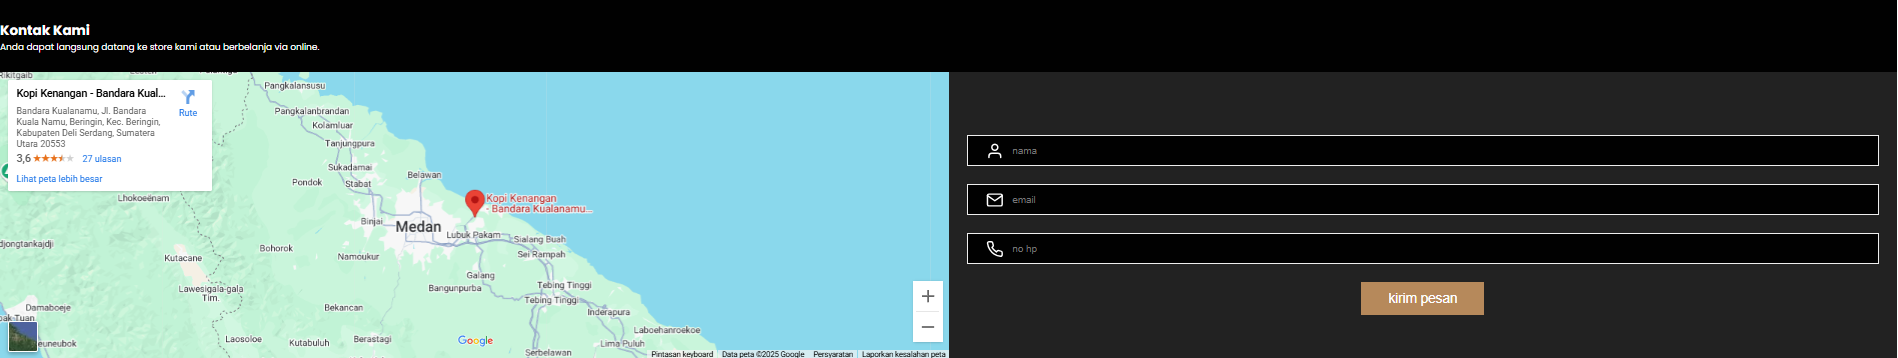 Kontak Kami
Anda dapat langsung datang ke store kami atau berbelanja via online.
Rikitgaib
Kopi Kenangan - Bandara Kual...
Rute
Bandara Kualanamu, Jl. Bandara
Kuala Namu, Beringin, Kec. Beringin,
Kabupaten Deli Serdang, Sumatera
Utara 20553
3,6
27 ulasan
Lihat peta lebih besar
Pangkalansusu
Pangkalanbrandan
Kolamluar
Tanjungpura
Sukadamai
Belawan
Pondok
Stabat
Lhokoeënam
Kopi Kenangan
- Bandara Kualanamu...
Binjai
Medan
Lubuk Pakam
Sialang Buah
djongtankajdji
Bohorok
Sei Rampah
Kutacane
Namoukur
Galang
Lawesigala-gala
Tim.
Bangunpurba
Tebing Tinggi
Tebing Tinggi
Damaboeje
Bekancan
Inderapura
pak Tuan
Laboehanroekoe
euneubok
Laosoloe
Kutabuluh
Berastagi
Google
Lima Puluh
Serbelawan
Pintasan keyboard
Data peta ©2025 Google
Persyaratan
Laporkan kesalahan peta
nama
email
no hp
kirim pesan